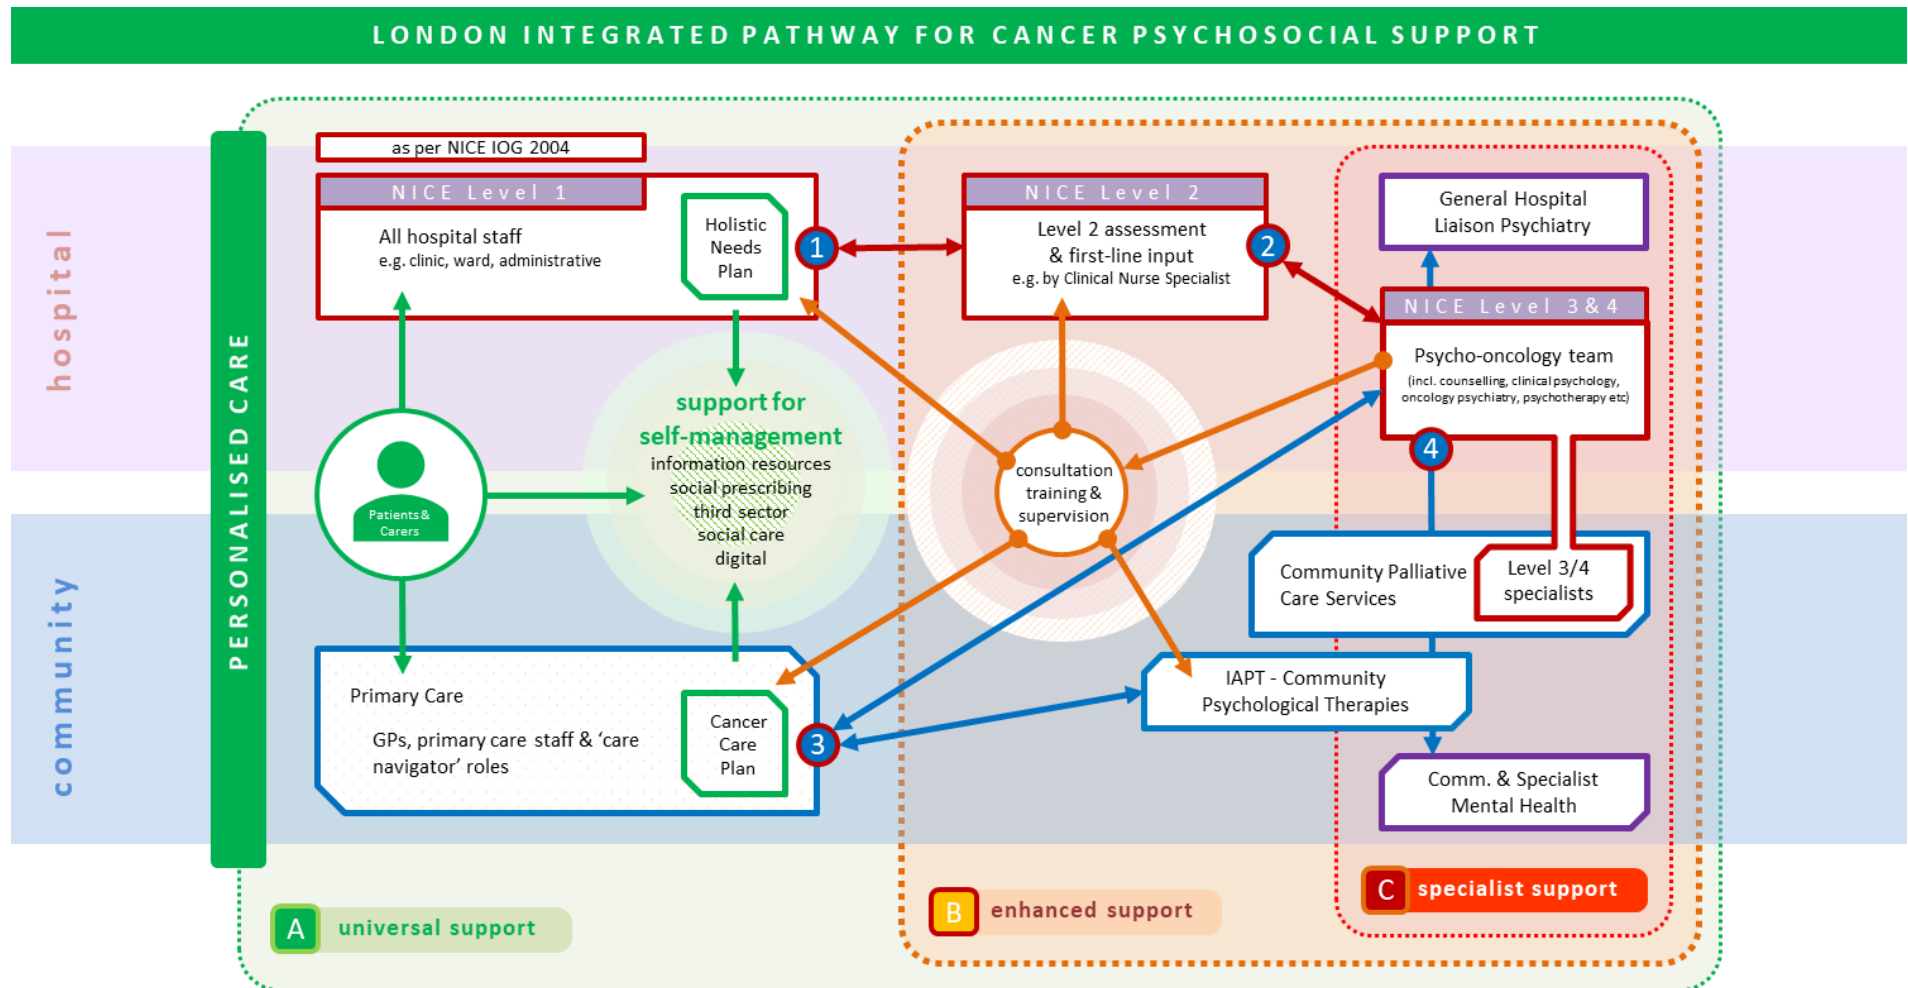 LONDON INTEGRATED PATHWAY FOR CANCER PSYCHOSOCIAL SUPPORT
hospital
community
PERSONALISED CARE
as per NICE IOG 2004
NICE Level 1
All hospital staff
e.g. clinic, ward, administrative
Holistic
Needs
Plan
1
NICE Level 2
Level 2 assessment
& first-line input
e.g. by Clinical Nurse Specialist
2
General Hospital
Liaison Psychiatry
NICE Level 3 & 4
Psycho-oncology team
(incl. counselling, clinical psychology,
oncology psychiatry, psychotherapy etc)
4
Patients &
Carers
support for
self-management
information resources
social prescribing
third sector
social care
digital
consultation
training &
supervision
Community Palliative
Care Services
Level 3/4
specialists
Primary Care
GPs, primary care staff & ‘care
navigator’ roles
Cancer
Care
Plan
3
IAPT - Community
Psychological Therapies
Comm. & Specialist
Mental Health
A
universal support
B
enhanced support
C
specialist support